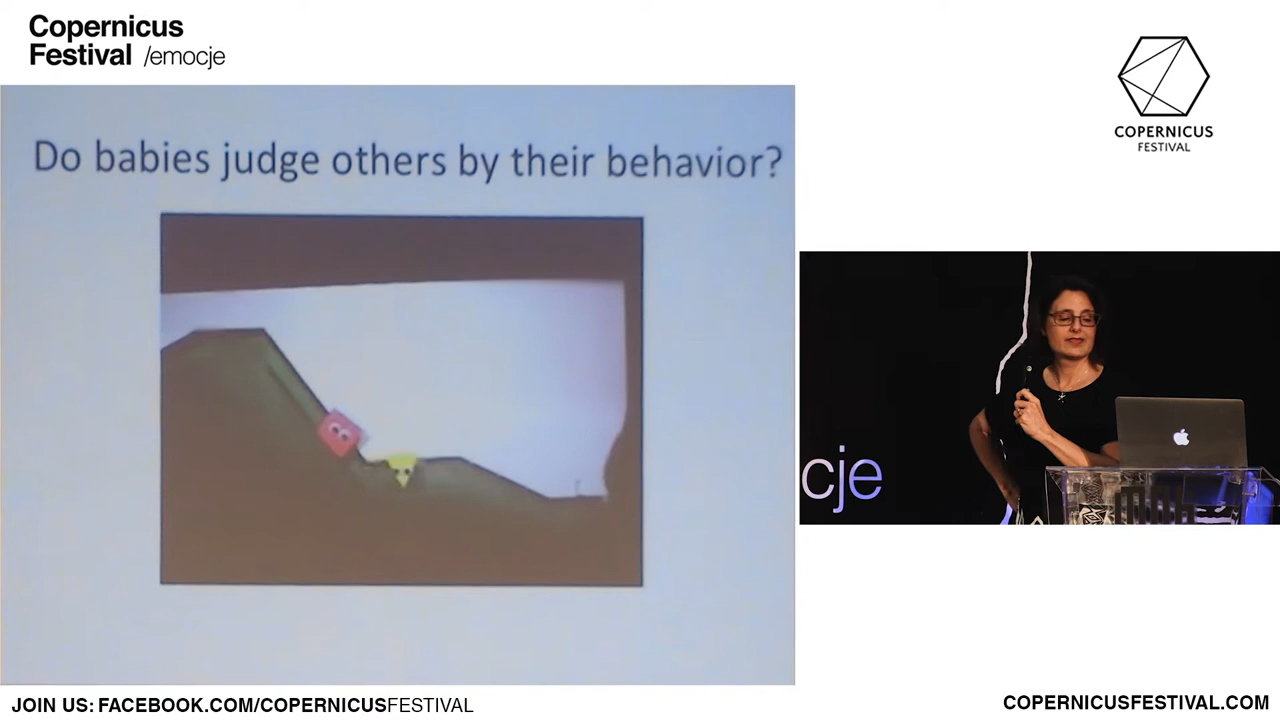 Copernicus
Festival /emocje
COPERNICUS
FESTIVAL
Do babies judge others by their behavior?
cje
JOIN US: FACEBOOK.COM/COPERNICUSFESTIVAL
COPERNICUSFESTIVAL.COM